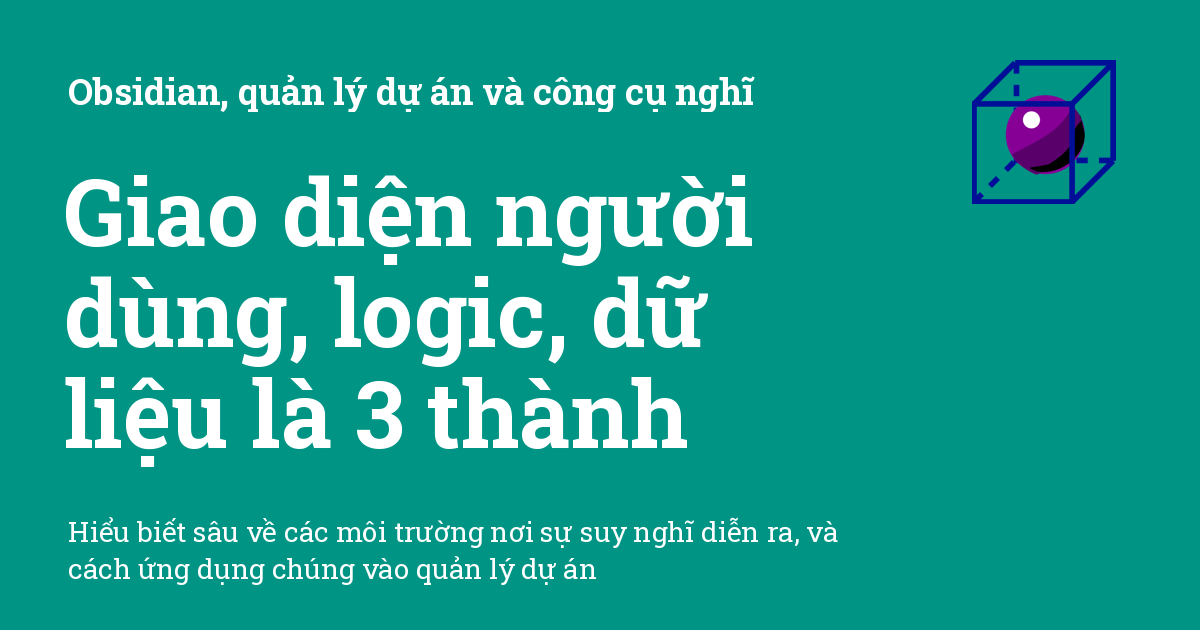 Obsidian, quản lý dự án và công cụ nghĩ
Giao diện người
dùng, logic, dữ
liệu là 3 thành
Hiểu biết sâu về các môi trường nơi sự suy nghĩ diễn ra, và
cách ứng dụng chúng vào quản lý dự án